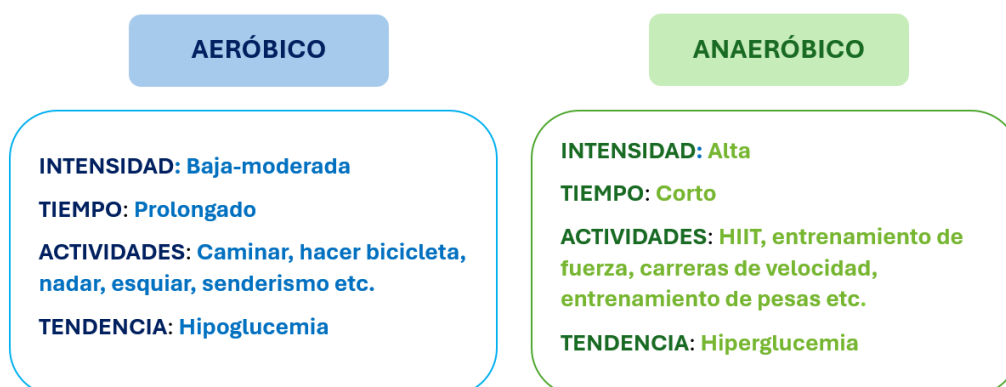 AERÓBICO
INTENSIDAD: Baja-moderada
TIEMPO: Prolongado
ACTIVIDADES: Caminar, hacer bicicleta,
nadar, esquiar, senderismo etc.
TENDENCIA: Hipoglucemia
ANAERÓBICO
INTENSIDAD: Alta
TIEMPO: Corto
ACTIVIDADES: HIIT, entrenamiento de
fuerza, carreras de velocidad,
entrenamiento de pesas etc.
TENDENCIA: Hiperglucemia